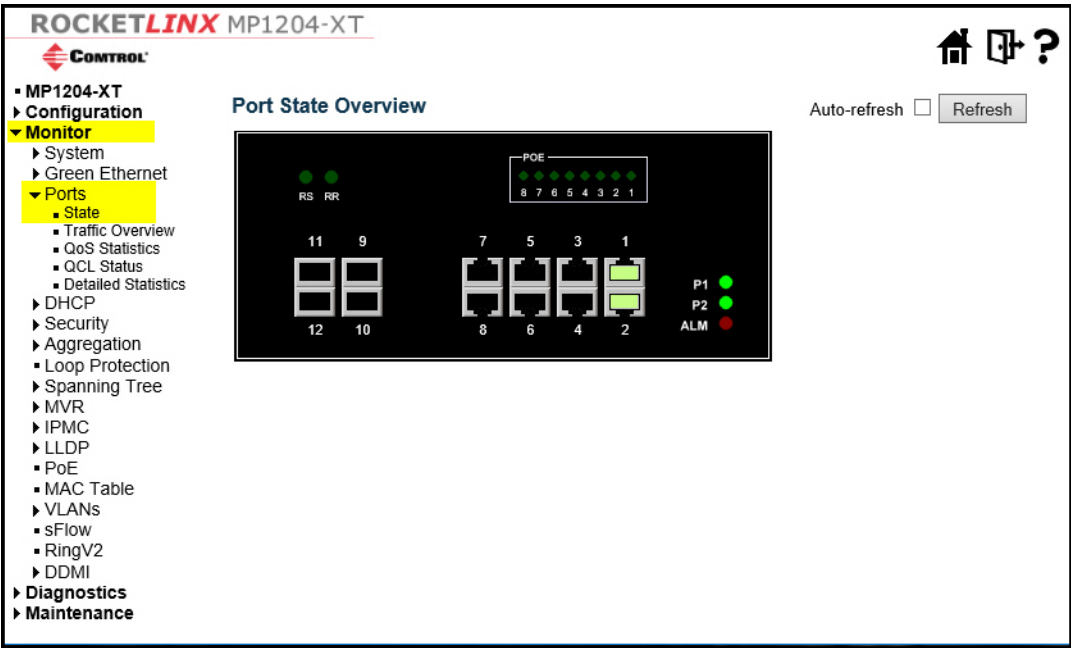 ROCKETLINX MP1204-XT
COMTROL
MP1204-XT
Configuration
Monitor
System
Green Ethernet
Ports
State
Traffic Overview
QoS Statistics
QCL Status
Detailed Statistics
DHCP
Security
Aggregation
Loop Protection
Spanning Tree
MVR
IPMC
LLDP
PoE
MAC Table
VLANs
sFlow
RingV2
DDMI
Diagnostics
Maintenance
Port State Overview
Auto-refresh Refresh
POE
8 7 6 5 4 3 2 1
RS RR
11 9 7 5 3 1
P1
P2
ALM
12 10 8 6 4 2
?